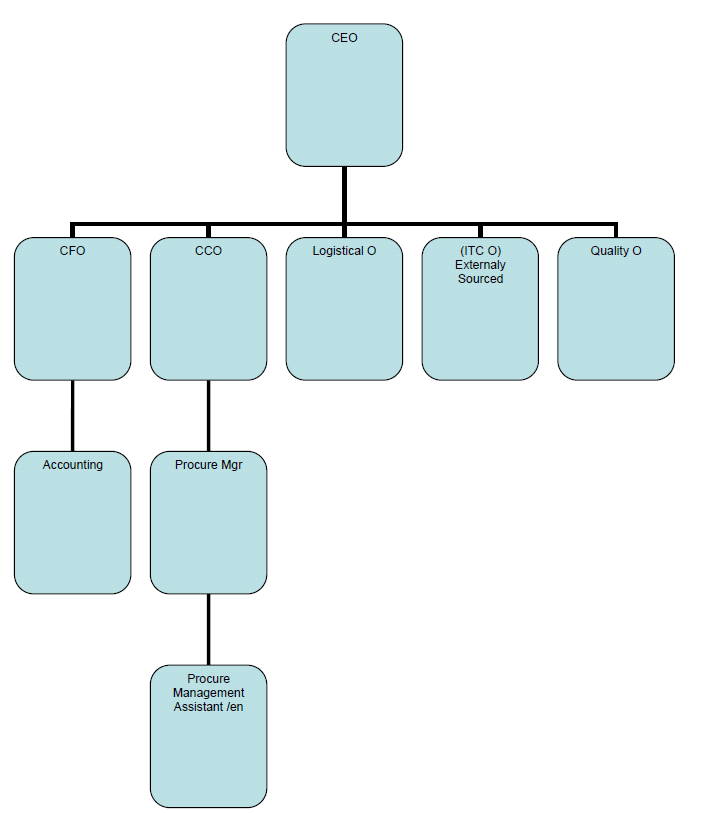 CEO
CFO
CCO
Logistical O
(ITC O)
Externaly
Sourced
Quality O
Accounting
Procure Mgr
Procure
Management
Assistant /en